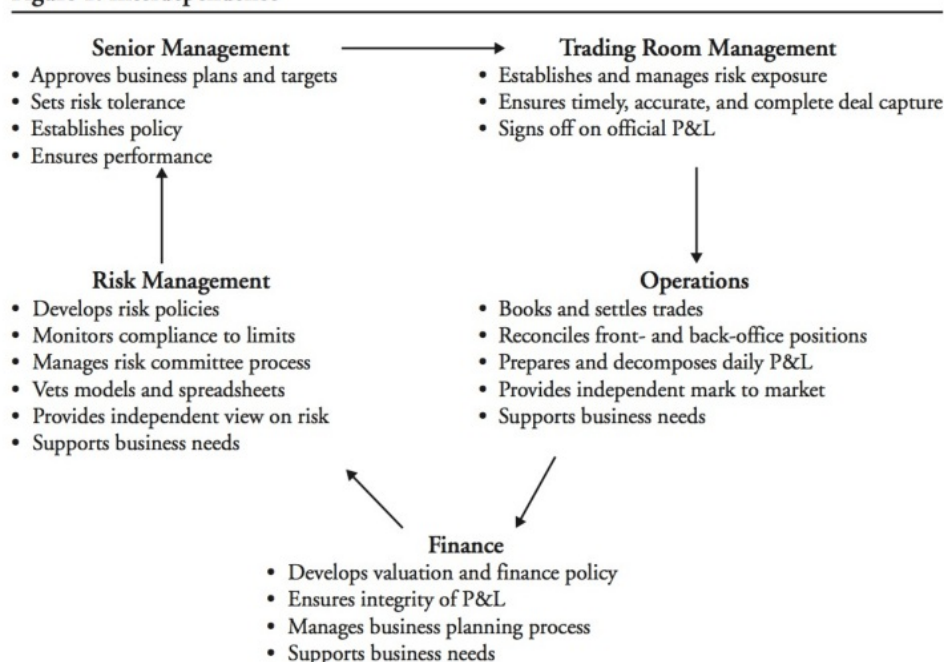 Senior Management
• Approves business plans and targets
• Sets risk tolerance
• Establishes policy
• Ensures performance
Trading Room Management
• Establishes and manages risk exposure
• Ensures timely, accurate, and complete deal capture
• Signs off on official P&L
Risk Management
• Develops risk policies
• Monitors compliance to limits
• Manages risk committee process
• Vets models and spreadsheets
• Provides independent view on risk
• Supports business needs
Operations
• Books and settles trades
• Reconciles front- and back-office positions
• Prepares and decomposes daily P&L
• Provides independent mark to market
• Supports business needs
Finance
• Develops valuation and finance policy
• Ensures integrity of P&L
• Manages business planning process
• Supports business needs